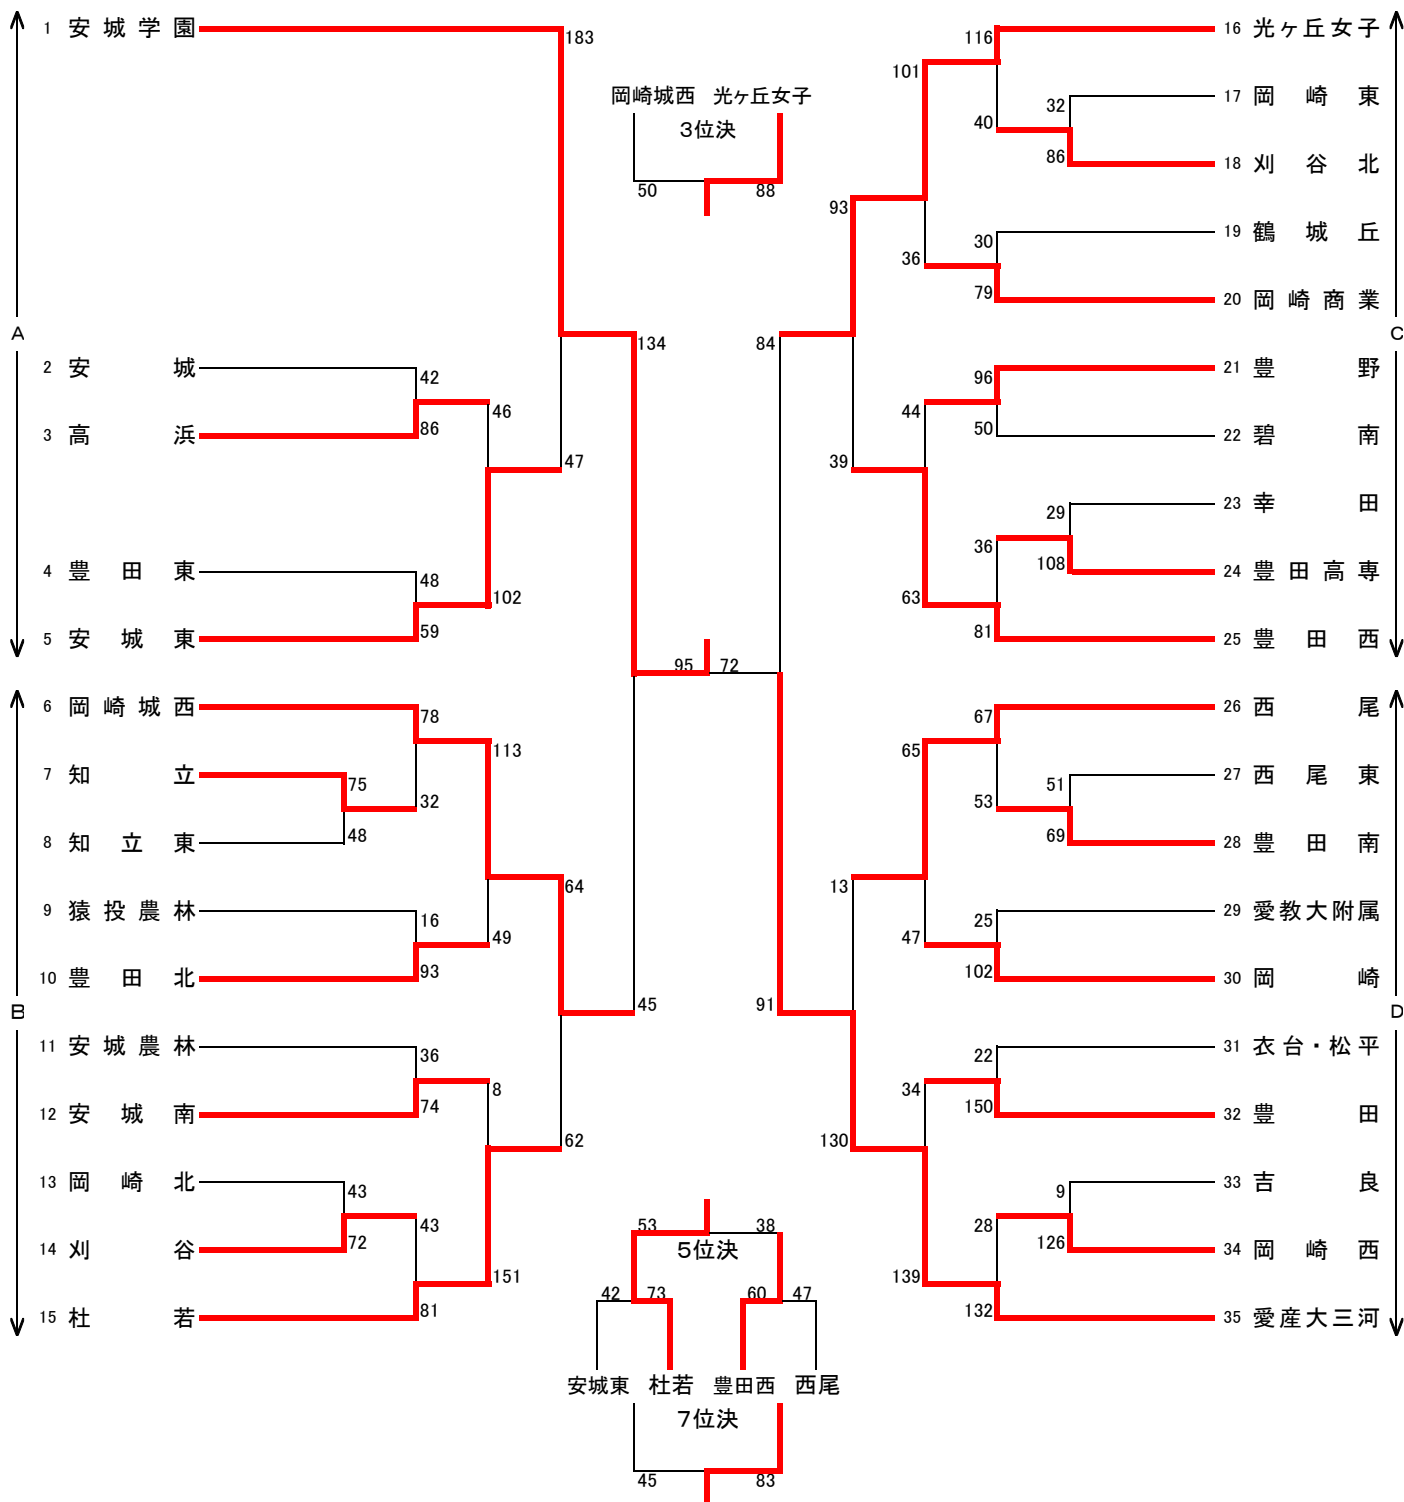 1 安城学園
183
A
2 安城
42
46
3 高浜
86
47
134
4 豊田東
48
102
5 安城東
59
B
6 岡崎城西
78
113
7 知立
75
32
8 知立東
48
64
9 猿投農林
16
49
10 豊田北
93
45
11 安城農林
36
8
12 安城南
74
62
13 岡崎北
43
43
14 刈谷
72
151
15 杜若
81
岡崎城西 光ヶ丘女子
3位決
50 88
95 72
53 38
5位決
42 73 60 47
安城東 杜若 豊田西 西尾
7位決
45 83
116
16 光ヶ丘女子
101
C
32
17 岡崎東
40
86
18 刈谷北
93
30
19 鶴城丘
36
79
20 岡崎商業
84
96
21 豊野
44
50
22 碧南
39
29
23 幸田
36
108
24 豊田高専
63
81
25 豊田西
D
67
26 西尾
65
51
27 西尾東
53
69
28 豊田南
13
25
29 愛教大附属
47
102
30 岡崎
91
22
31 衣台・松平
34
150
32 豊田
130
9
33 吉良
28
126
34 岡崎西
139
132
35 愛産大三河